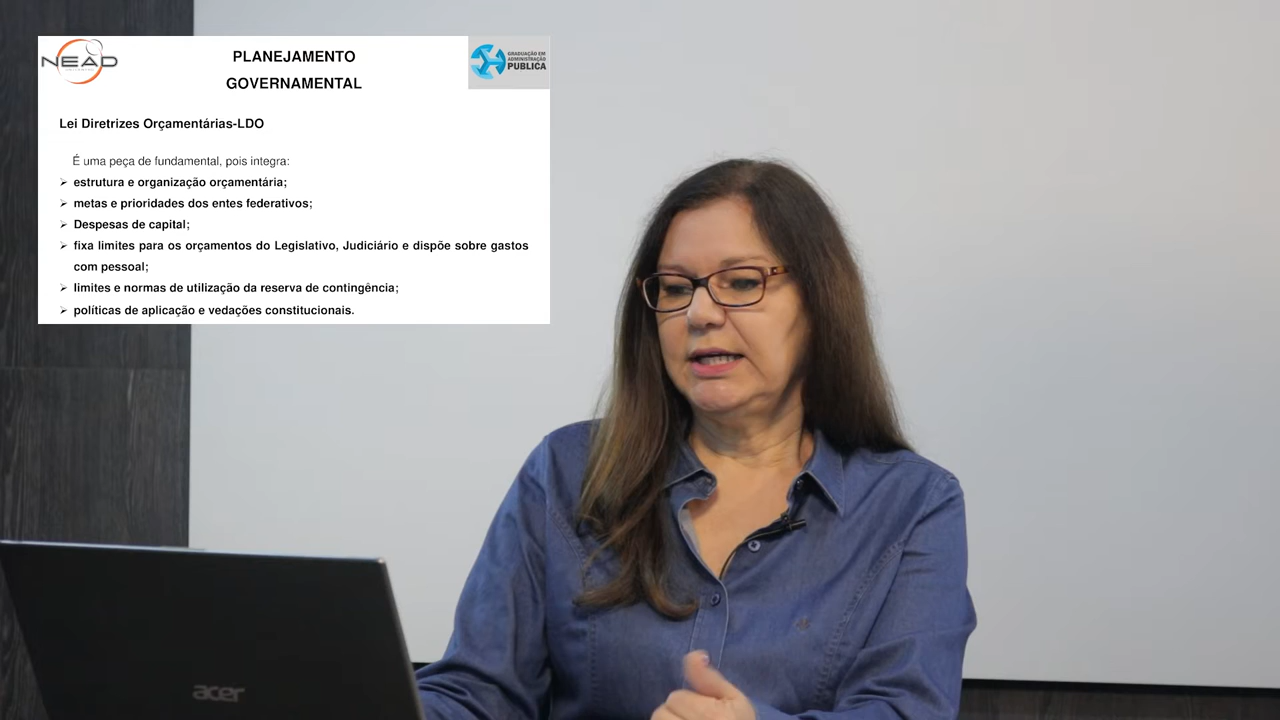 NEAD
PLANEJAMENTO
GOVERNAMENTAL
GRADUAÇÃO EM
ADMINISTRAÇÃO
PÚBLICA
Lei Diretrizes Orçamentárias-LDO
É uma peça de fundamental, pois integra:
➢ estrutura e organização orçamentária;
➢ metas e prioridades dos entes federativos;
➢ Despesas de capital;
➢ fixa limites para os orçamentos do Legislativo, Judiciário e dispõe sobre gastos
com pessoal;
➢ limites e normas de utilização da reserva de contingência;
➢ políticas de aplicação e vedações constitucionais.
acer